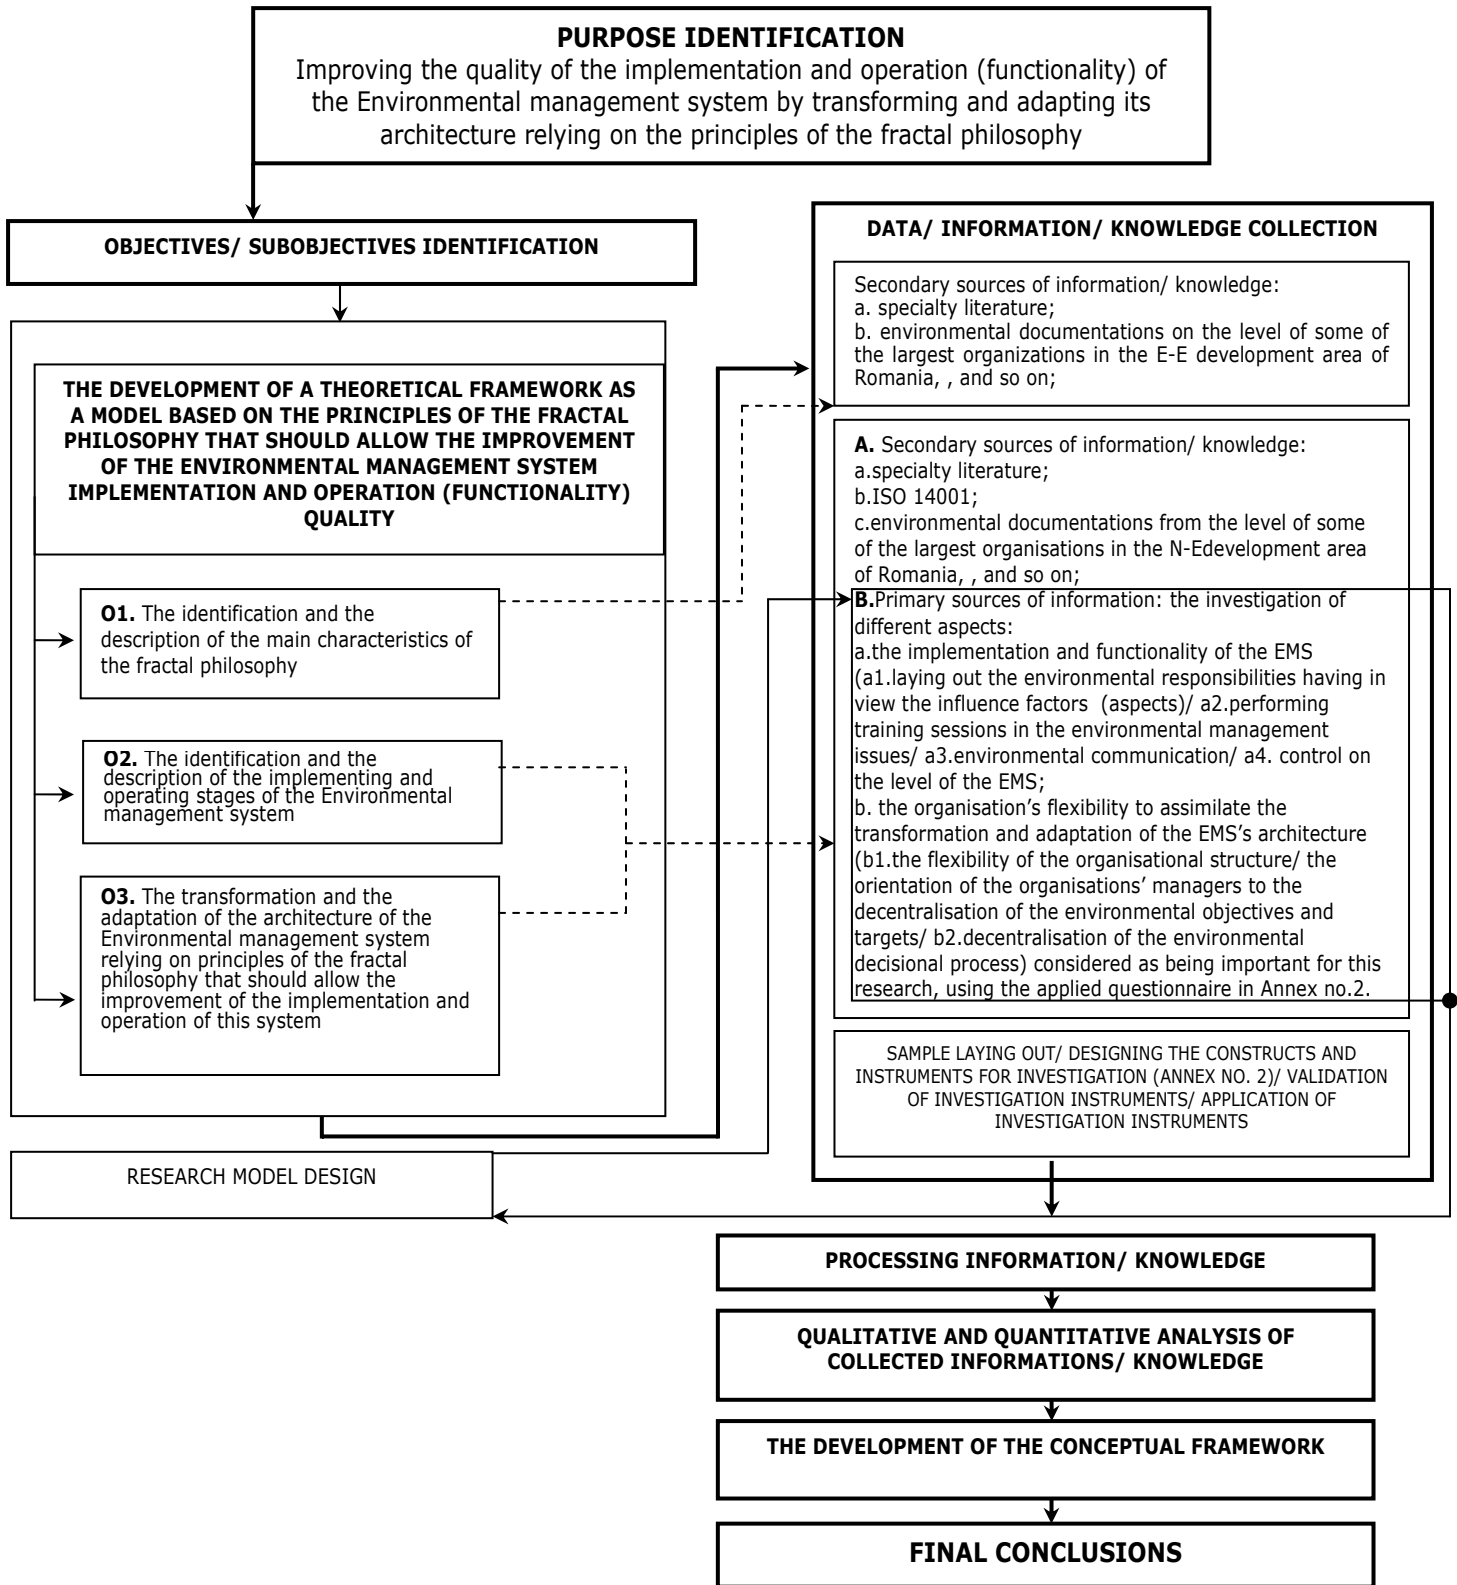 PURPOSE IDENTIFICATION
Improving the quality of the implementation and operation (functionality) of
the Environmental management system by transforming and adapting its
architecture relying on the principles of the fractal philosophy
OBJECTIVES/ SUBOBJECTIVES IDENTIFICATION
THE DEVELOPMENT OF A THEORETICAL FRAMEWORK AS
A MODEL BASED ON THE PRINCIPLES OF THE FRACTAL
PHILOSOPHY THAT SHOULD ALLOW THE IMPROVEMENT
OF THE ENVIRONMENTAL MANAGEMENT SYSTEM
IMPLEMENTATION AND OPERATION (FUNCTIONALITY)
QUALITY
O1. The identification and the
description of the main characteristics of
the fractal philosophy
O2. The identification and the
description of the implementing and
operating stages of the Environmental
management system
O3. The transformation and the
adaptation of the architecture of the
Environmental management system
relying on principles of the fractal
philosophy that should allow the
improvement of the implementation and
operation of this system
RESEARCH MODEL DESIGN
DATA/ INFORMATION/ KNOWLEDGE COLLECTION
Secondary sources of information/ knowledge:
a. specialty literature;
b. environmental documentations on the level of some of
the largest organizations in the E-E development area of
Romania, , and so on;
A. Secondary sources of information/ knowledge:
a.specialty literature;
b.ISO 14001;
c.environmental documentations from the level of some
of the largest organisations in the N-Edevelopment area
of Romania, , and so on;
B.Primary sources of information: the investigation of
different aspects:
a.the implementation and functionality of the EMS
(a1.laying out the environmental responsibilities having in
view the influence factors (aspects)/ a2.performing
training sessions in the environmental management
issues/ a3.environmental communication/ a4. control on
the level of the EMS;
b. the organisation's flexibility to assimilate the
transformation and adaptation of the EMS's architecture
(b1.the flexibility of the organisational structure/ the
orientation of the organisations' managers to the
decentralisation of the environmental objectives and
targets/ b2.decentralisation of the environmental
decisional process) considered as being important for this
research, using the applied questionnaire in Annex no.2.
SAMPLE LAYING OUT/ DESIGNING THE CONSTRUCTS AND
INSTRUMENTS FOR INVESTIGATION (ANNEX NO. 2)/ VALIDATION
OF INVESTIGATION INSTRUMENTS/ APPLICATION OF
INVESTIGATION INSTRUMENTS
PROCESSING INFORMATION/ KNOWLEDGE
QUALITATIVE AND QUANTITATIVE ANALYSIS OF
COLLECTED INFORMATIONS/ KNOWLEDGE
THE DEVELOPMENT OF THE CONCEPTUAL FRAMEWORK
FINAL CONCLUSIONS